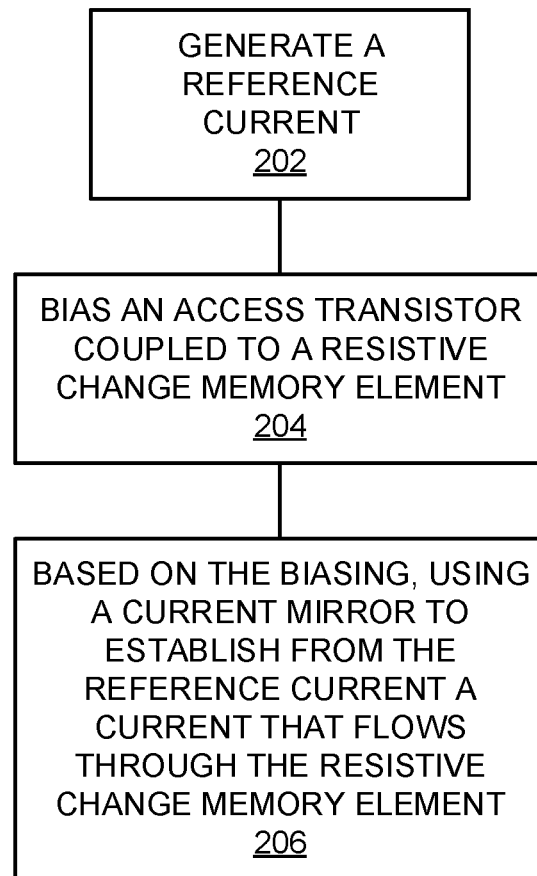 GENERATE A
REFERENCE
CURRENT
202
BIAS AN ACCESS TRANSISTOR
COUPLED TO A RESISTIVE
CHANGE MEMORY ELEMENT
204
BASED ON THE BIASING, USING
A CURRENT MIRROR TO
ESTABLISH FROM THE
REFERENCE CURRENT A
CURRENT THAT FLOWS
THROUGH THE RESISTIVE
CHANGE MEMORY ELEMENT
206